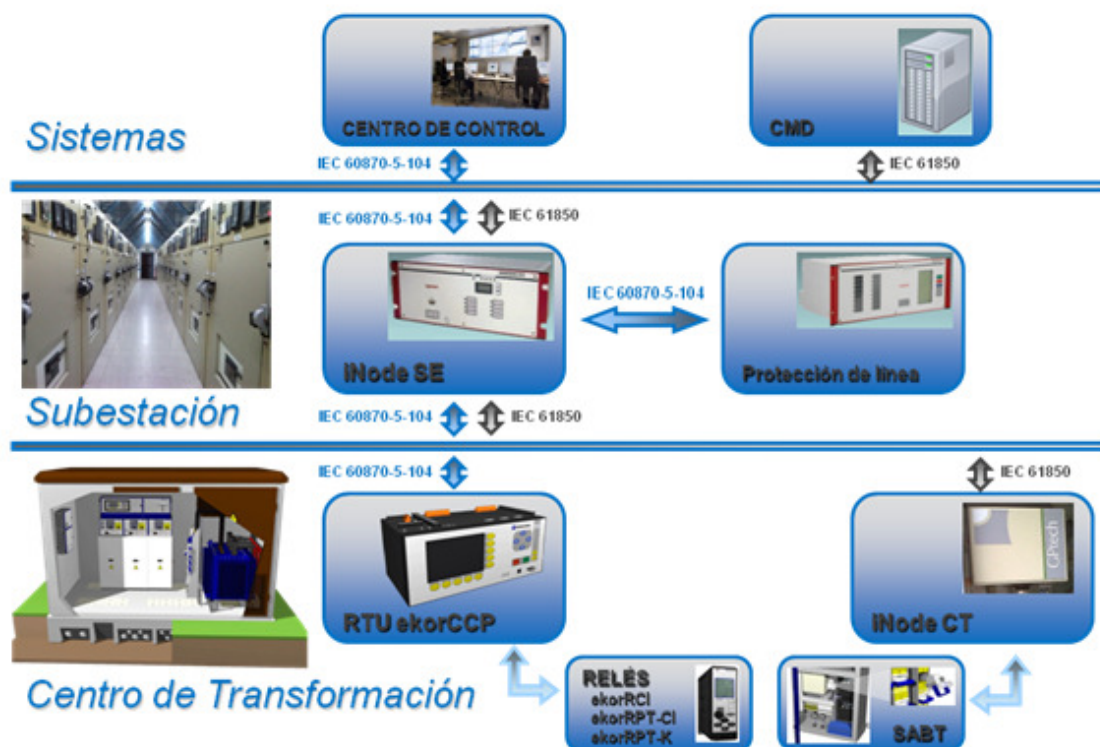 CENTRO DE CONTROL
CMD
Sistemas
IEC 60870-5-104
IEC 61850
IEC 60870-5-104
IEC 61850
IEC 60870-5-104
iNode SE
Protección de línea
Subestación
IEC 60870-5-104
IEC 61850
IEC 60870-5-104
IEC 61850
GPtech
RTU ekorCCP
iNode CT
RELÉS
ekorRCI
ekorRPT-CI
ekorRPT-K
SABT
Centro de Transformación